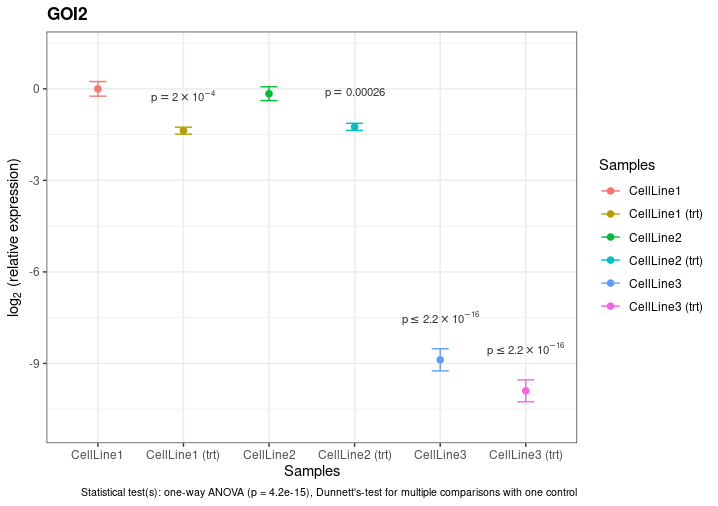 GOI2
log₂ (relative expression)
0
-3
-6
-9
p = 2 × 10⁻⁴
p = 0.00026
p ≤ 2.2 × 10⁻¹⁶
p ≤ 2.2 × 10⁻¹⁶
CellLine1 CellLine1 (trt) CellLine2 CellLine2 (trt) CellLine3 CellLine3 (trt)
Samples
Statistical test(s): one-way ANOVA (p = 4.2e-15), Dunnett's-test for multiple comparisons with one control
Samples
CellLine1
CellLine1 (trt)
CellLine2
CellLine2 (trt)
CellLine3
CellLine3 (trt)